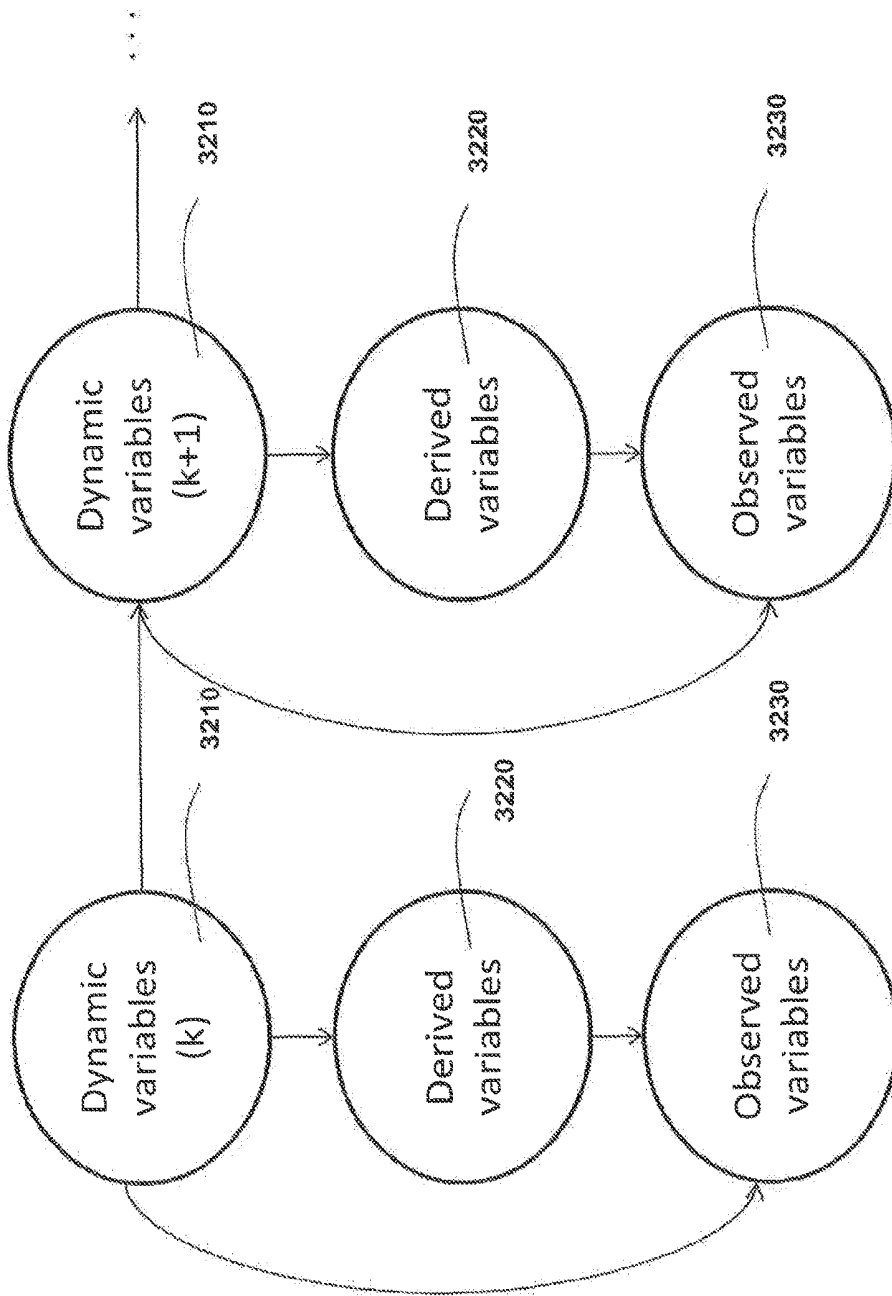 Dynamic
variables
(k)
3210
Derived
variables
3220
Observed
variables
3230
Dynamic
variables
(k+1)
3210
Derived
variables
3220
Observed
variables
3230
...